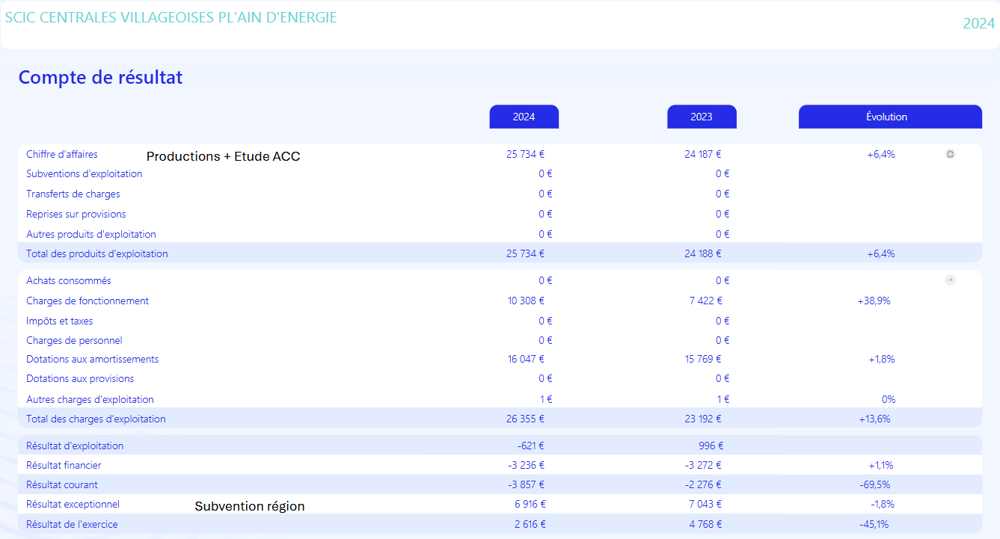 SCIC CENTRALES VILLAGEOISES PL'AIN D'ENERGIE
2024
Compte de résultat
2024 2023 Évolution
Chiffre d'affaires Productions + Etude ACC 25 734 € 24 187 € +6,4%
Subventions d'exploitation 0 € 0 €
Transferts de charges 0 € 0 €
Reprises sur provisions 0 € 0 €
Autres produits d'exploitation 0 € 0 €
Total des produits d'exploitation 25 734 € 24 188 € +6,4%
Achats consommés 0 € 0 €
Charges de fonctionnement 10 308 € 7 422 € +38,9%
Impôts et taxes 0 € 0 €
Charges de personnel 0 € 0 €
Dotations aux amortissements 16 047 € 15 769 € +1,8%
Dotations aux provisions 0 € 0 €
Autres charges d'exploitation 1 € 1 € 0%
Total des charges d'exploitation 26 355 € 23 192 € +13,6%
Résultat d'exploitation -621 € 996 €
Résultat financier -3 236 € -3 272 € +1,1%
Résultat courant -3 857 € -2 276 € -69,5%
Résultat exceptionnel Subvention région 6 916 € 7 043 € -1,8%
Résultat de l'exercice 2 616 € 4 768 € -45,1%